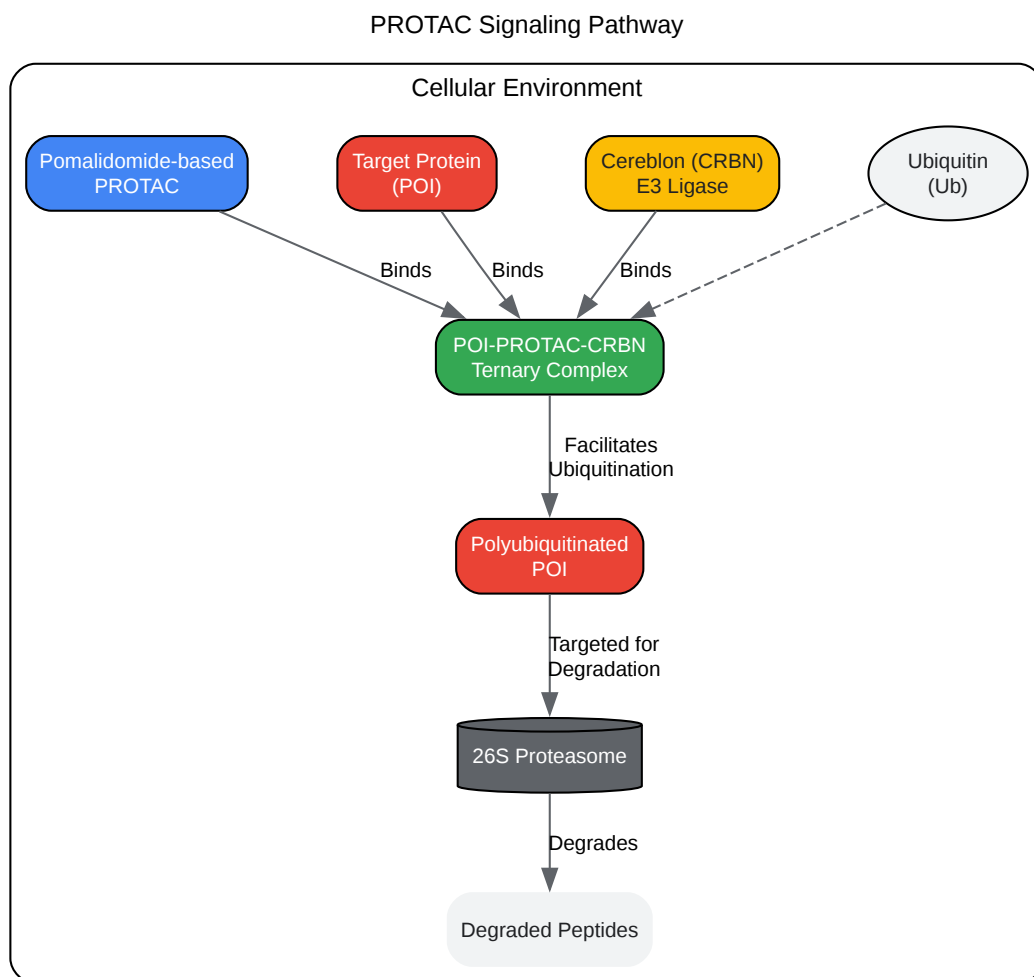 PROTAC Signaling Pathway
Cellular Environment
Pomalidomide-based
PROTAC
Target Protein
(POI)
Cereblon (CRBN)
E3 Ligase
Ubiquitin
(Ub)
Binds
Binds
Binds
POI-PROTAC-CRBN
Ternary Complex
Facilitates
Ubiquitination
Polyubiquitinated
POI
Targeted for
Degradation
26S Proteasome
Degrades
Degraded Peptides